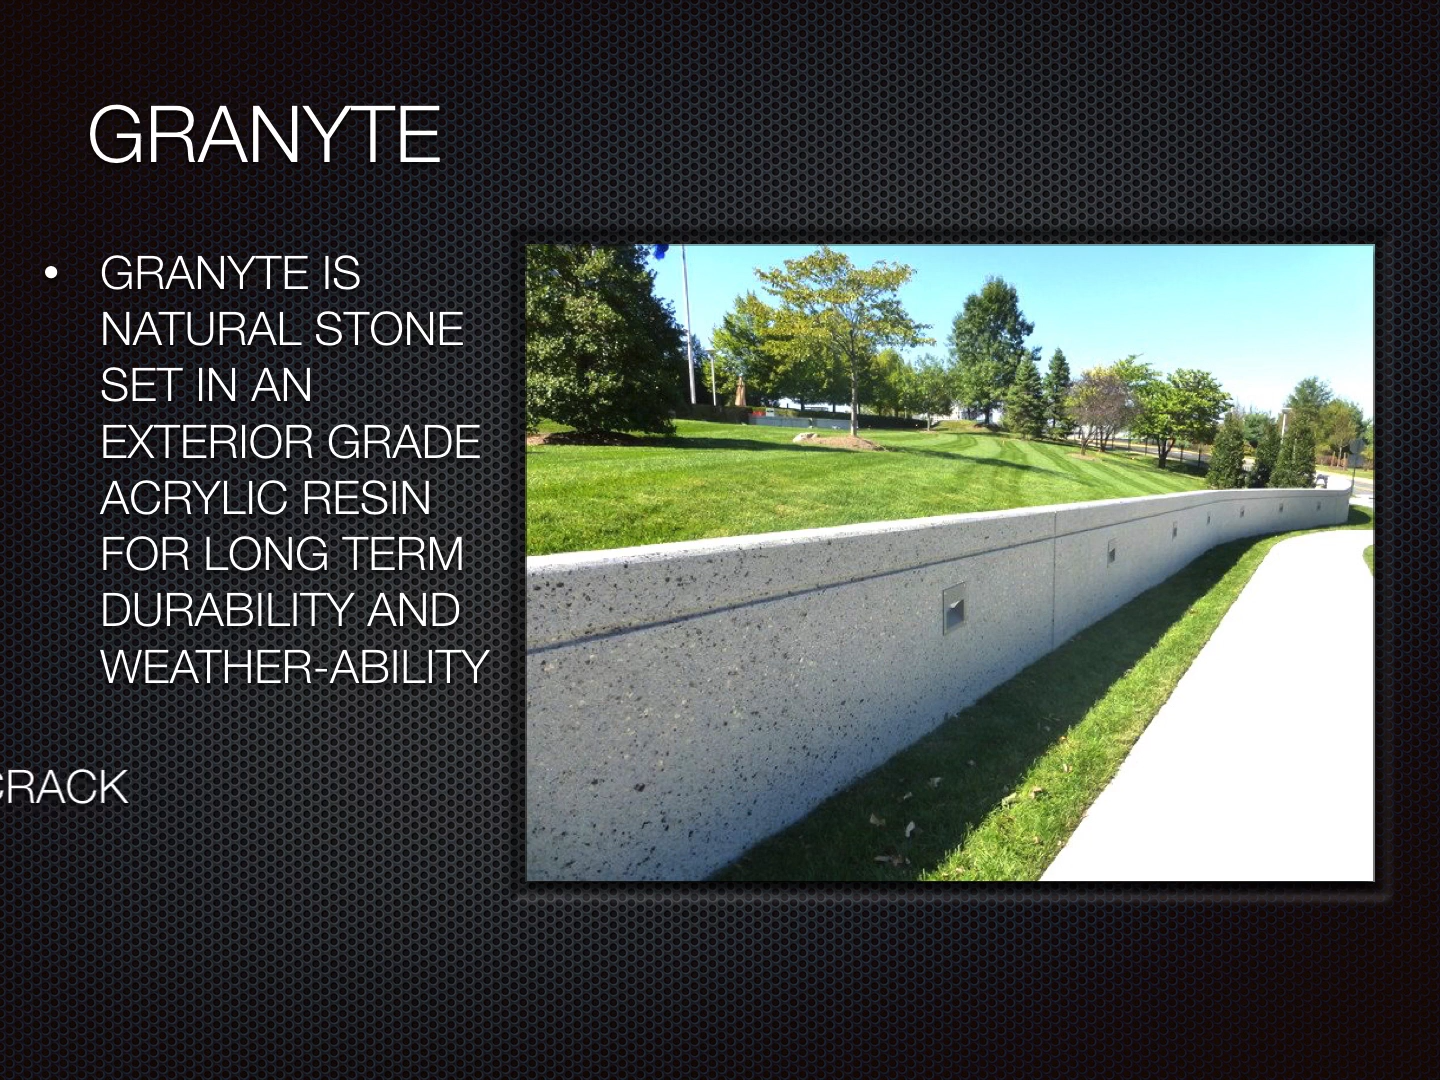 GRANYTE
• GRANYTE IS
NATURAL STONE
SET IN AN
EXTERIOR GRADE
ACRYLIC RESIN
FOR LONG TERM
DURABILITY AND
WEATHER-ABILITY
CRACK